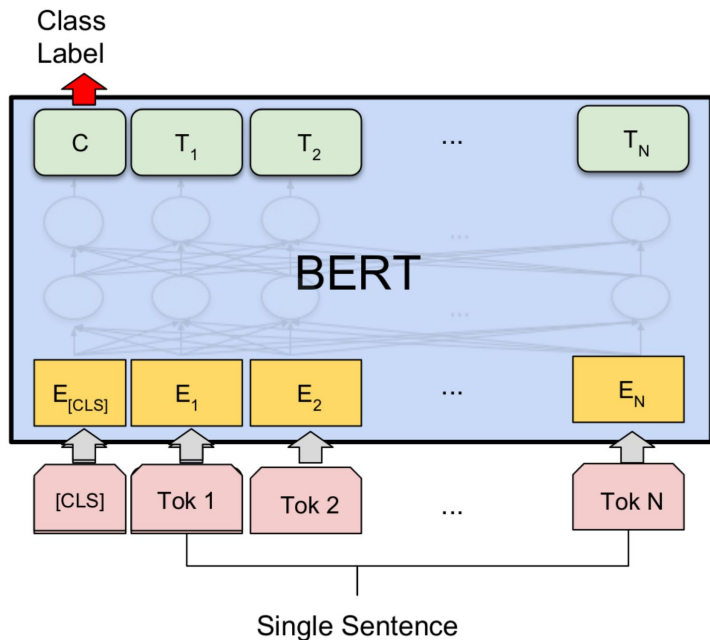 Class
Label
C T1 T2 ... TN
...
BERT
...
E[CLS] E1 E2 ... EN
[CLS] Tok 1 Tok 2 ... Tok N
Single Sentence